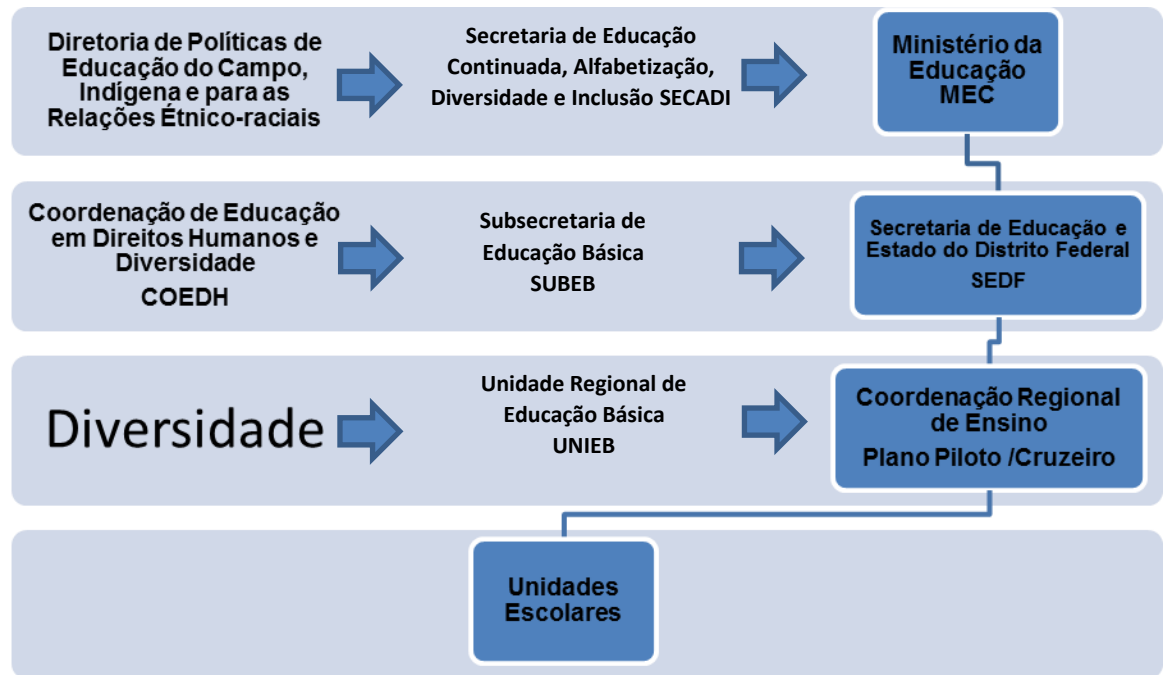 Diretoria de Políticas de
Educação do Campo,
Indígena e para as
Relações Étnico-raciais
Secretaria de Educação
Continuada, Alfabetização,
Diversidade e Inclusão SECADI
Ministério da
Educação
MEC
Coordenação de Educação
em Direitos Humanos e
Diversidade
COEDH
Subsecretaria de
Educação Básica
SUBEB
Secretaria de Educação e
Estado do Distrito Federal
SEDF
Diversidade
Unidade Regional de
Educação Básica
UNIEB
Coordenação Regional
de Ensino
Plano Piloto /Cruzeiro
Unidades
Escolares